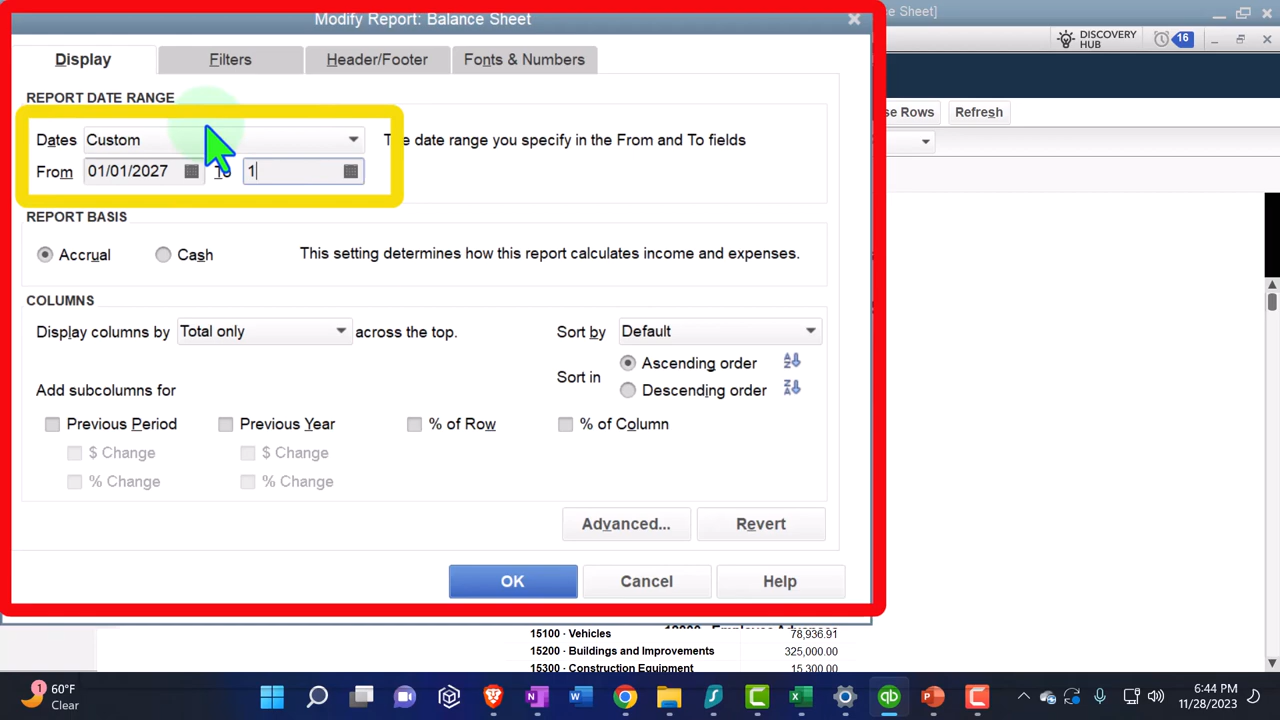 Modify Report: Balance Sheet
ce Sheet]
DISCOVERY
HUB
16
Display
Filters
Header/Footer
Fonts & Numbers
se Rows
Refresh
REPORT DATE RANGE
Dates Custom
date range you specify in the From and To fields
From 01/01/2027 To 1
REPORT BASIS
Accrual Cash This setting determines how this report calculates income and expenses.
COLUMNS
Display columns by Total only across the top. Sort by Default
Sort in Ascending order
Descending order
Add subcolumns for
Previous Period Previous Year % of Row % of Column
$ Change $ Change
% Change % Change
Advanced... Revert
OK Cancel Help
15100 · Vehicles 78,936.91
15200 · Buildings and Improvements 325,000.00
15300 · Construction Equipment 15,300.00
1
60°F
Clear
6:44 PM
11/28/2023